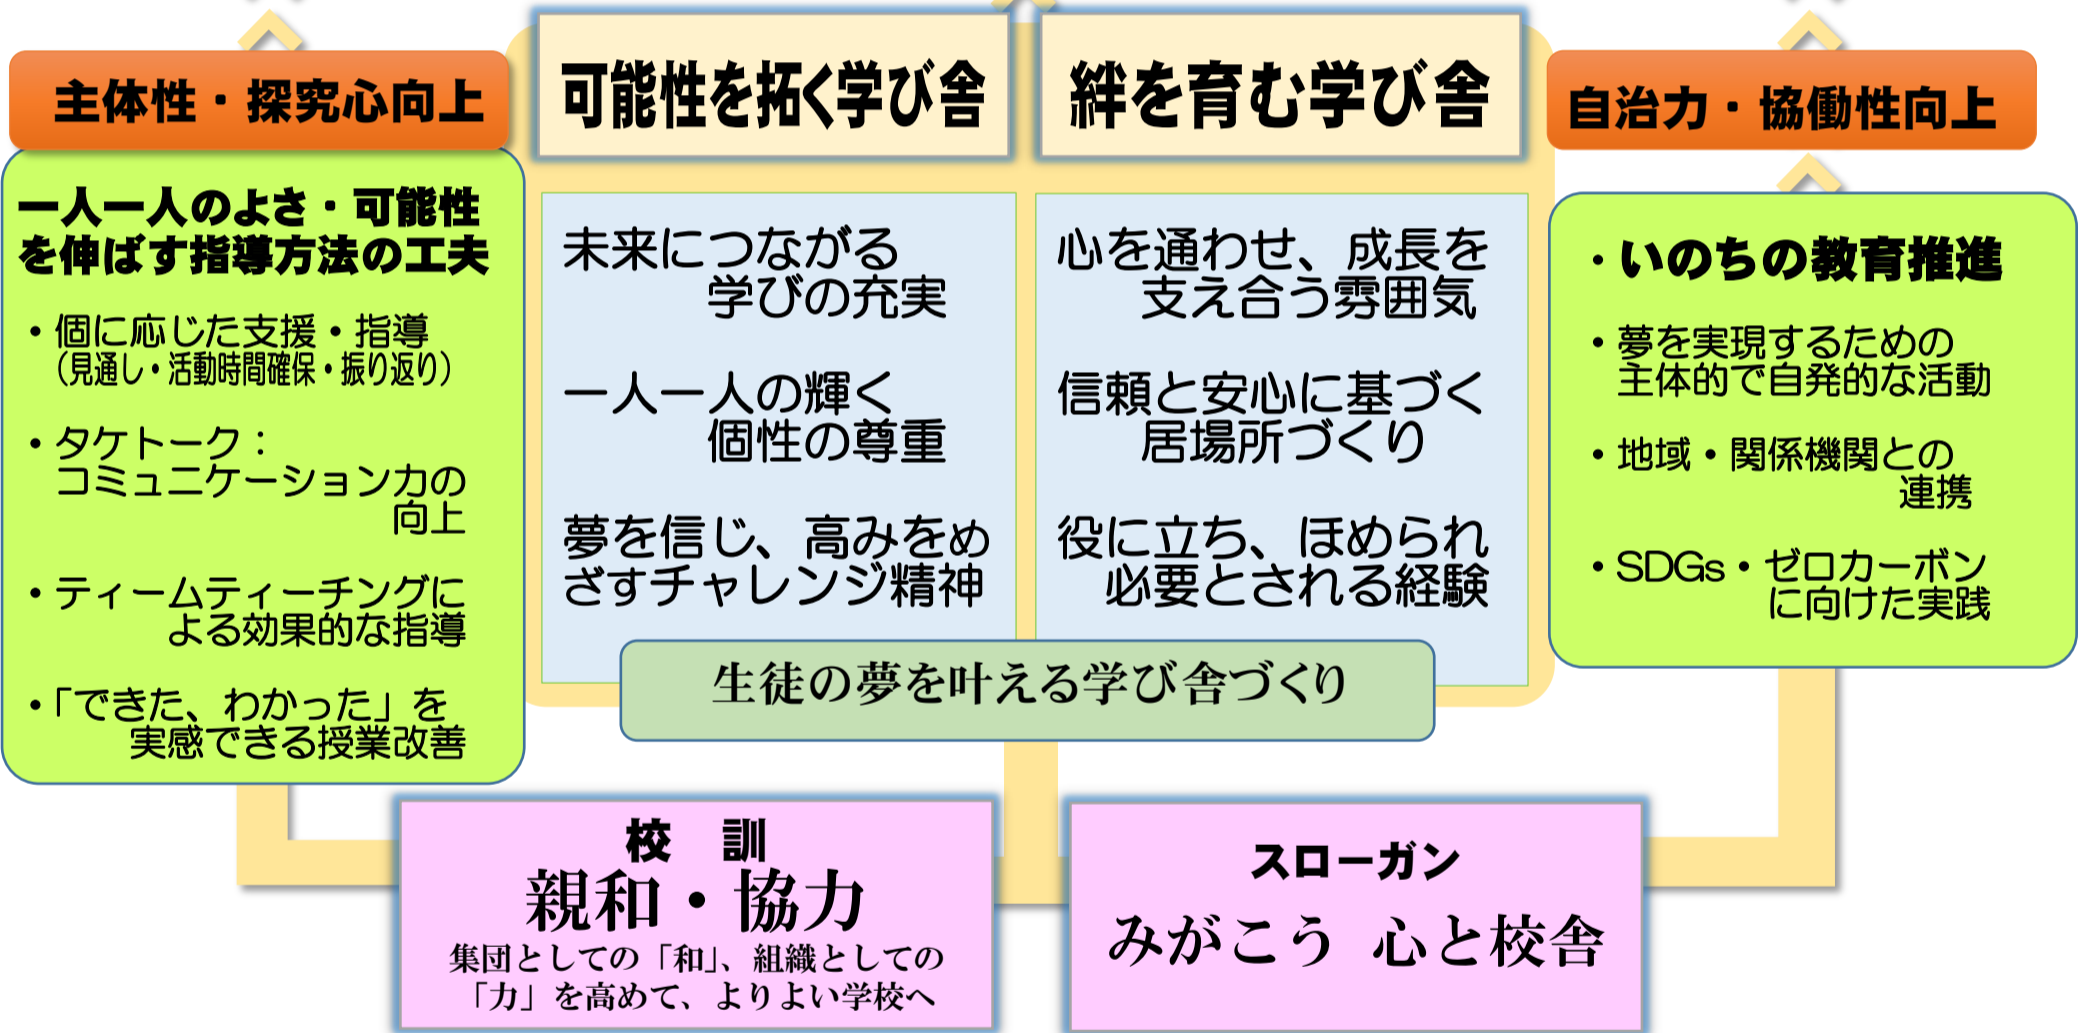 主体性・探究心向上
一人一人のよさ・可能性
を伸ばす指導方法の工夫
・個に応じた支援・指導
(見通し・活動時間確保・振り返り)
・タケトーク：
コミュニケーション力の
向上
・ティームティーチングに
よる効果的な指導
・「できた、わかった」を
実感できる授業改善
可能性を拓く学び舎
未来につながる
学びの充実
一人一人の輝く
個性の尊重
夢を信じ、高みをめ
ざすチャレンジ精神
絆を育む学び舎
心を通わせ、成長を
支え合う雰囲気
信頼と安心に基づく
居場所づくり
役に立ち、ほめられ
必要とされる経験
生徒の夢を叶える学び舎づくり
自治力・協働性向上
・いのちの教育推進
・夢を実現するための
主体的で自発的な活動
・地域・関係機関との
連携
・SDGs・ゼロカーボン
に向けた実践
校　訓
親和・協力
集団としての「和」、組織としての
「力」を高めて、よりよい学校へ
スローガン
みがこう 心と校舎